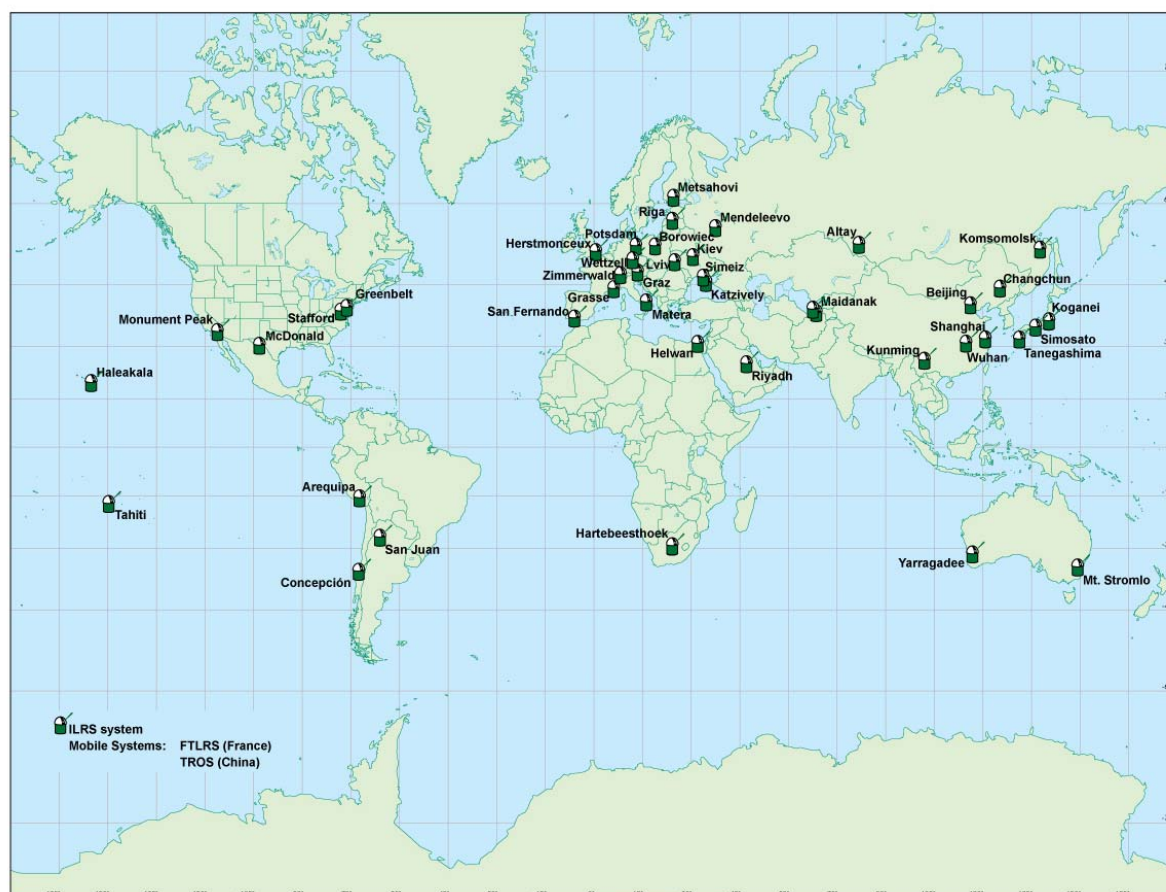 Metsahovi
Riga
Mendeleevo
Potsdam
Borowiec
Altay
Komsomolsk
Herstmonceux
Kiev
Wettzell
Lviv
Simeiz
Zimmerwald
Graz
Changchun
Greenbelt
Grasse
Katzively
Maidanak
Beijing
Koganei
Stafford
San Fernando
Matera
Monument Peak
Shanghai
Simosato
McDonald
Helwan
Kunming
Wuhan
Tanegashima
Haleakala
Riyadh
Arequipa
Tahiti
Hartebeesthoek
San Juan
Yarragadee
Concepción
Mt. Stromlo
ILRS system
Mobile Systems: FTLRS (France)
TROS (China)